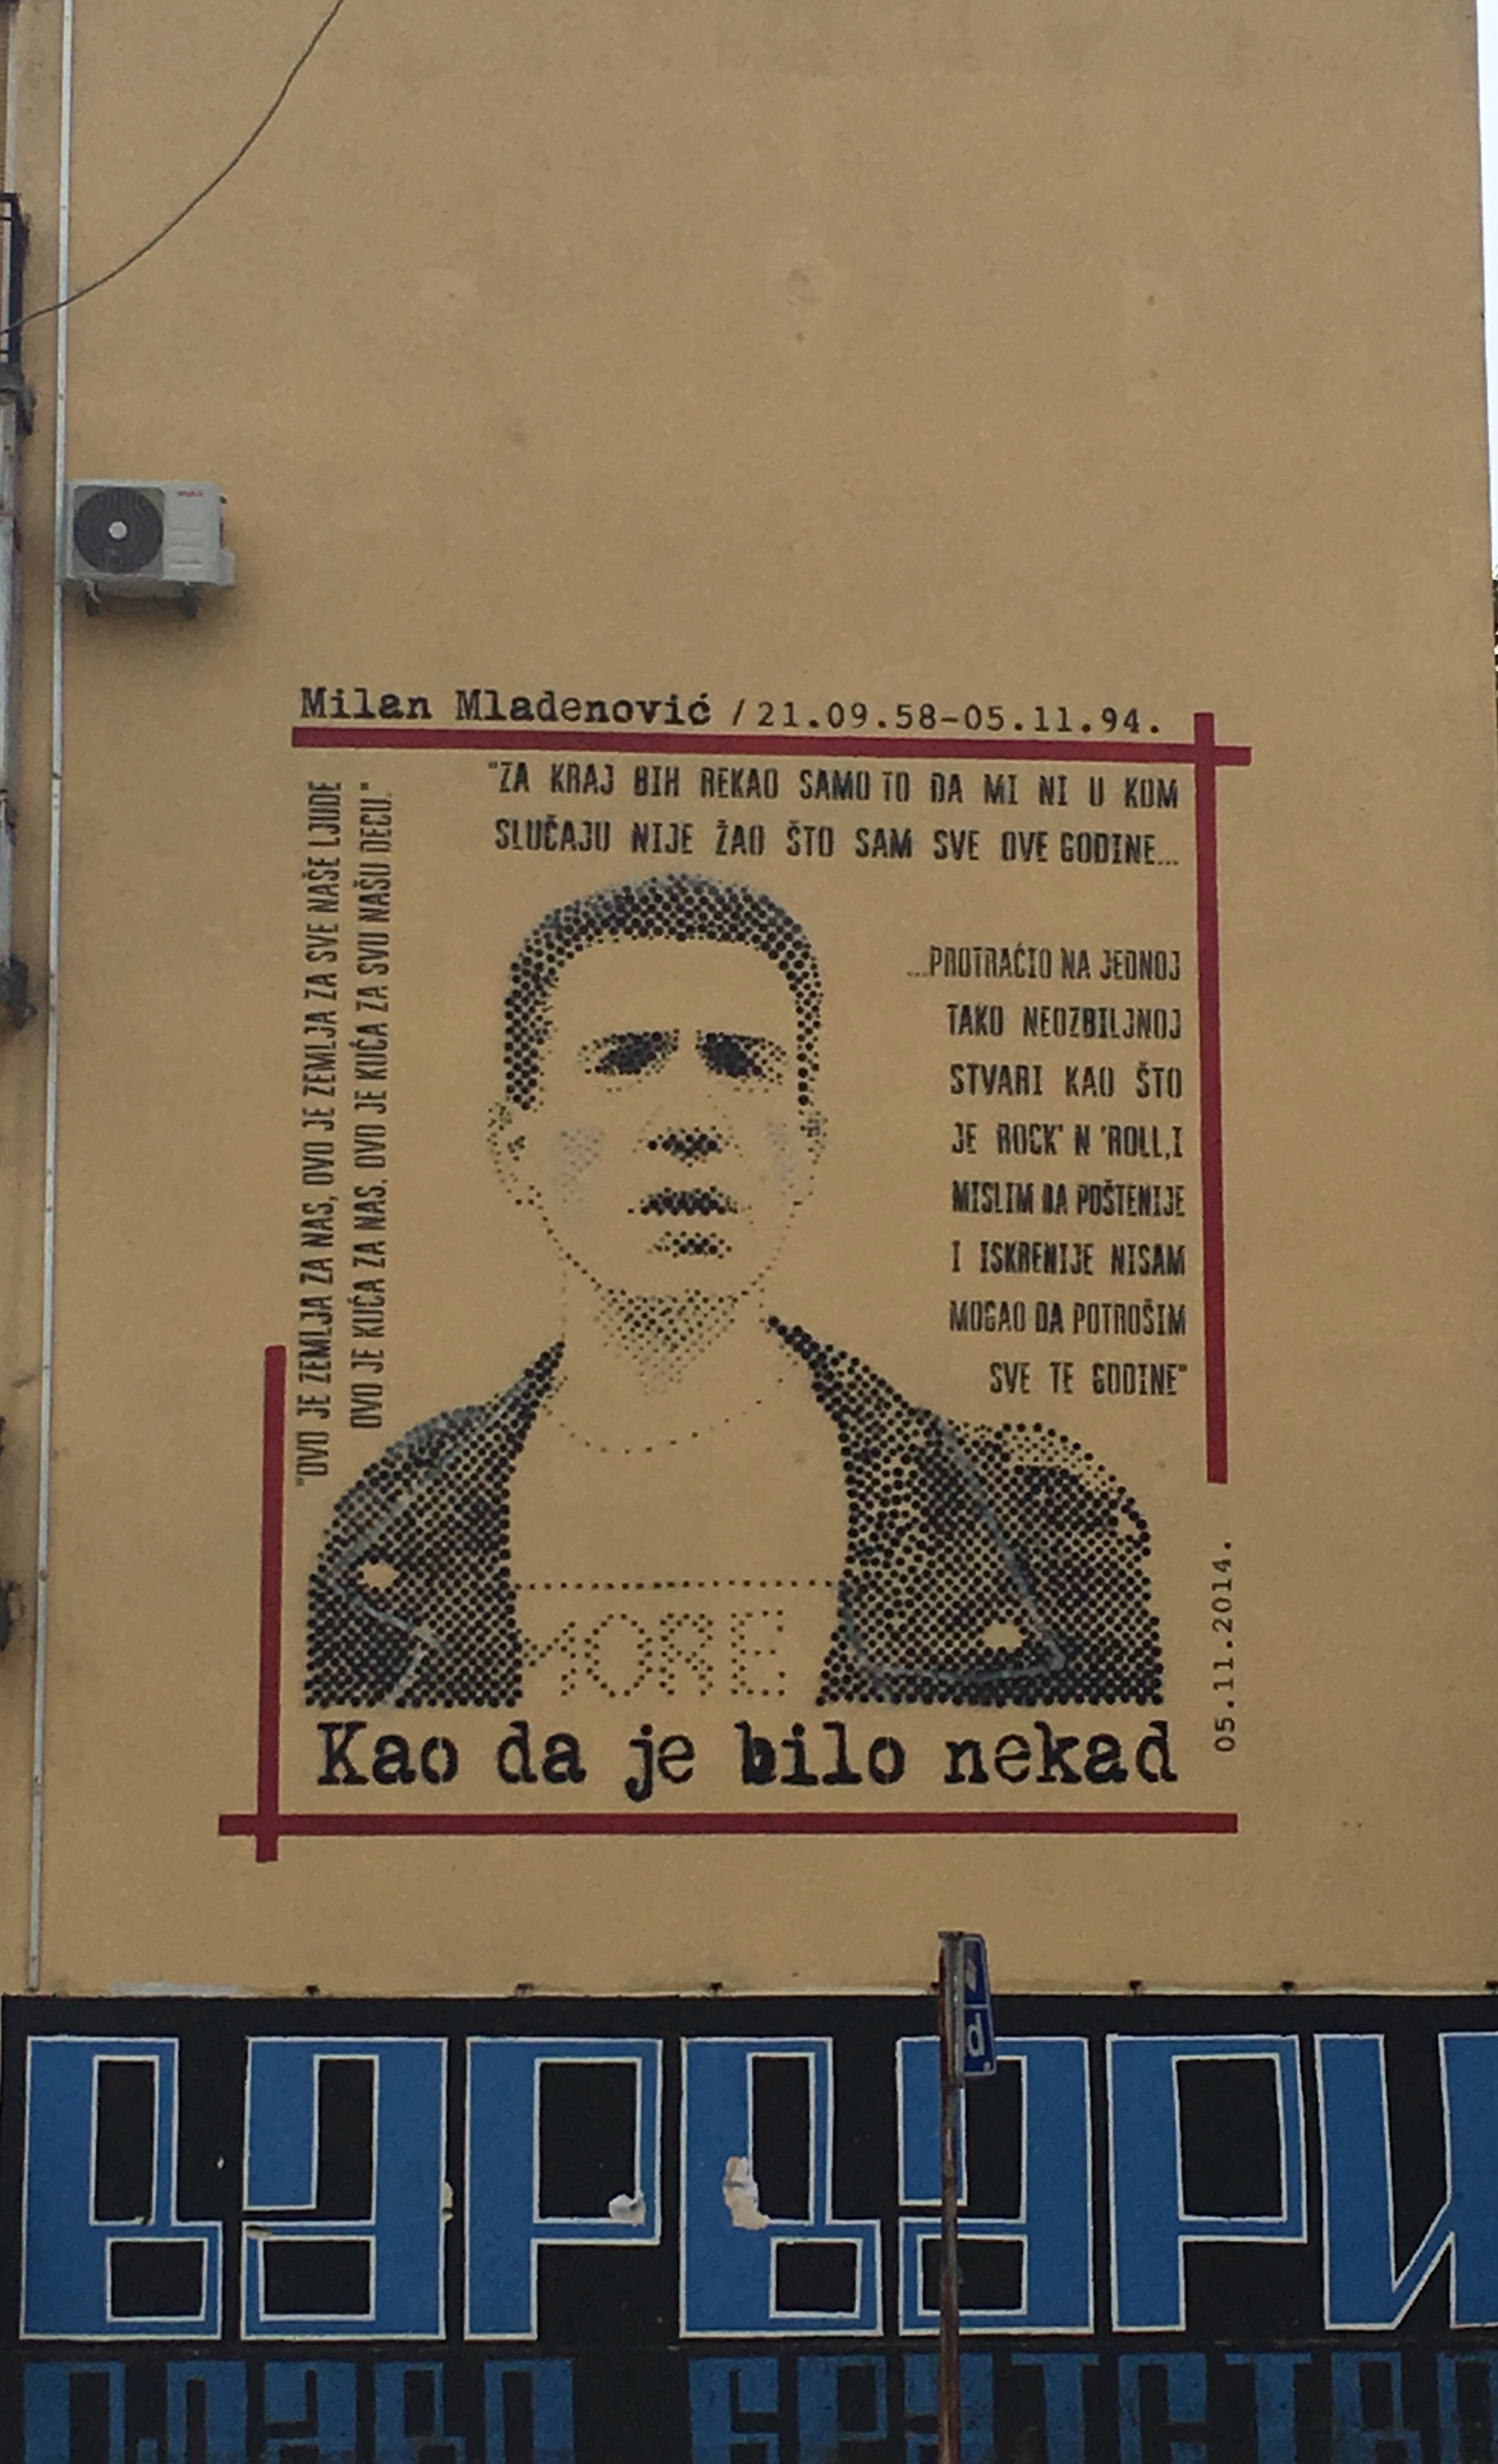 Milan Mladenović / 21.09.58-05.11.94.
"ZA KRAJ BIH REKAO SAMO TO DA MI NI U KOM
SLUČAJU NIJE ŽAO ŠTO SAM SVE OVE GODINE...
...PROTRAĆIO NA JEDNOJ
TAKO NEOZBILJNOJ
STVARI KAO ŠTO
JE ROCK' N 'ROLL,I
MISLIM DA POŠTENIJE
I ISKRENIJE NISAM
MOGAO DA POTROŠIM
SVE TE GODINE"
"OVO JE ZEMLJA ZA NAS, OVO JE ZEMLJA ZA SVE NAŠE LJUDE
OVO JE KUĆA ZA NAS. OVO JE KUĆA ZA SVU NAŠU DECU."
MORE
Kao da je bilo nekad
05.11.2014.